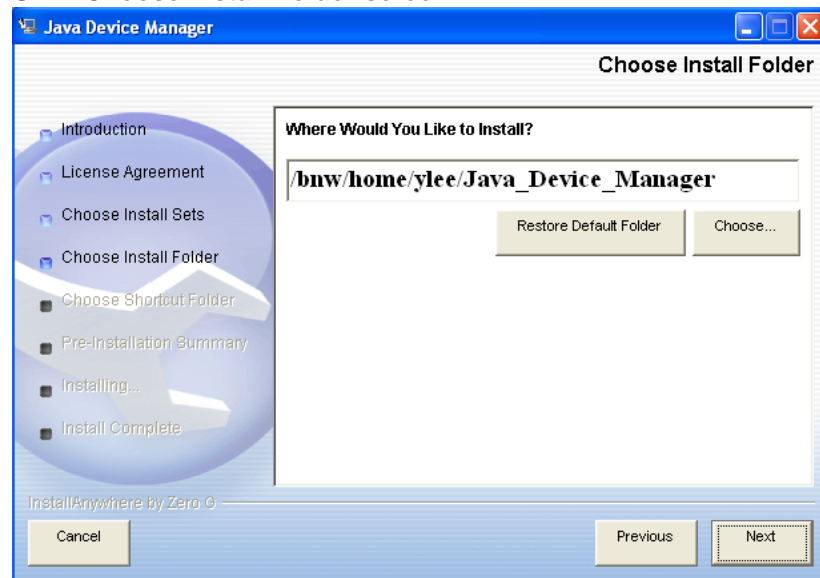 Java Device Manager
Choose Install Folder
Introduction
License Agreement
Choose Install Sets
Choose Install Folder
Choose Shortcut Folder
Pre-Installation Summary
Installing...
Install Complete
Where Would You Like to Install?
/bnw/home/ylee/Java_Device_Manager
Restore Default Folder
Choose...
InstallAnywhere by Zero G
Cancel
Previous
Next